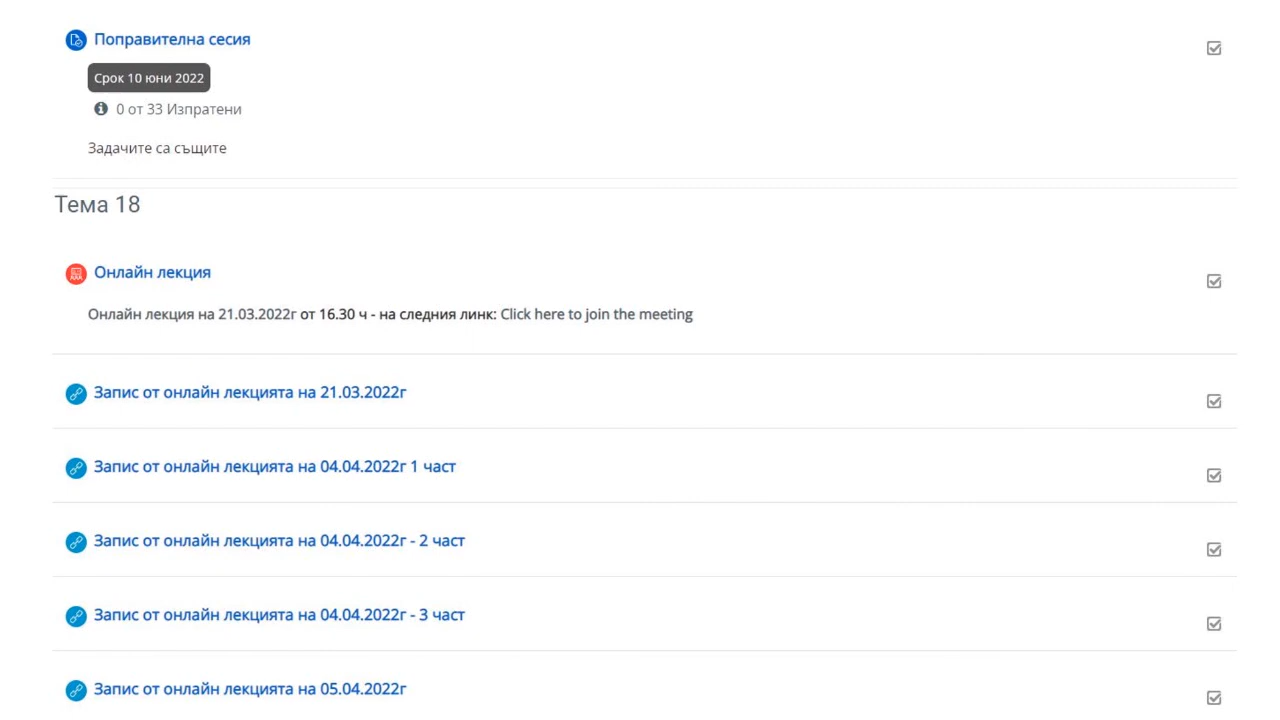 Поправителна сесия
Срок 10 юни 2022
0 от 33 Изпратени
Задачите са същите
Тема 18
Онлайн лекция
Онлайн лекция на 21.03.2022г от 16.30 ч - на следния линк: Click here to join the meeting
Запис от онлайн лекцията на 21.03.2022г
Запис от онлайн лекцията на 04.04.2022г 1 част
Запис от онлайн лекцията на 04.04.2022г - 2 част
Запис от онлайн лекцията на 04.04.2022г - 3 част
Запис от онлайн лекцията на 05.04.2022г